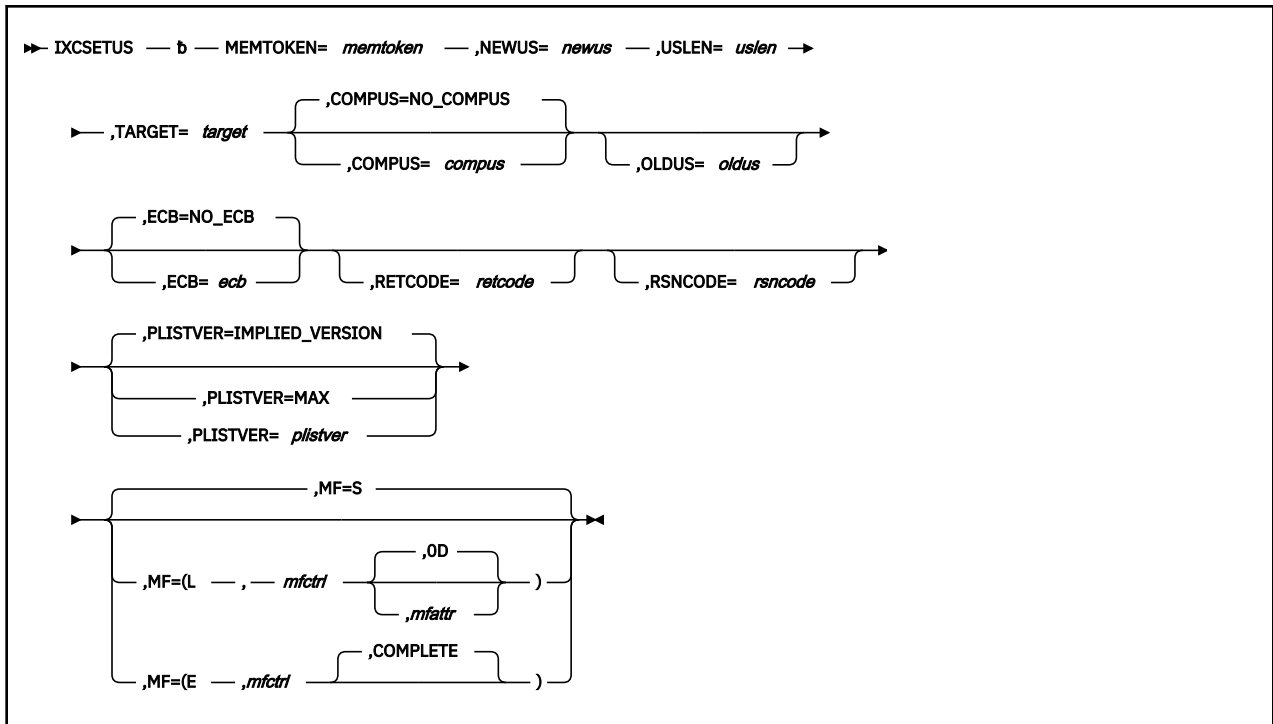 IXCSETUS ␢ MEMTOKEN= memtoken ,NEWUS= newus ,USLEN= uslen
,COMPUS=NO_COMPUS
,TARGET= target
,COMPUS= compus ,OLDUS= oldus
,ECB=NO_ECB
,ECB= ecb ,RETCODE= retcode ,RSNCODE= rsncode
,PLISTVER=IMPLIED_VERSION
,PLISTVER=MAX
,PLISTVER= plistver
,MF=S
,0D
,MF=(L , mfctrl )
,mfattr
,COMPLETE
,MF=(E ,mfctrl )